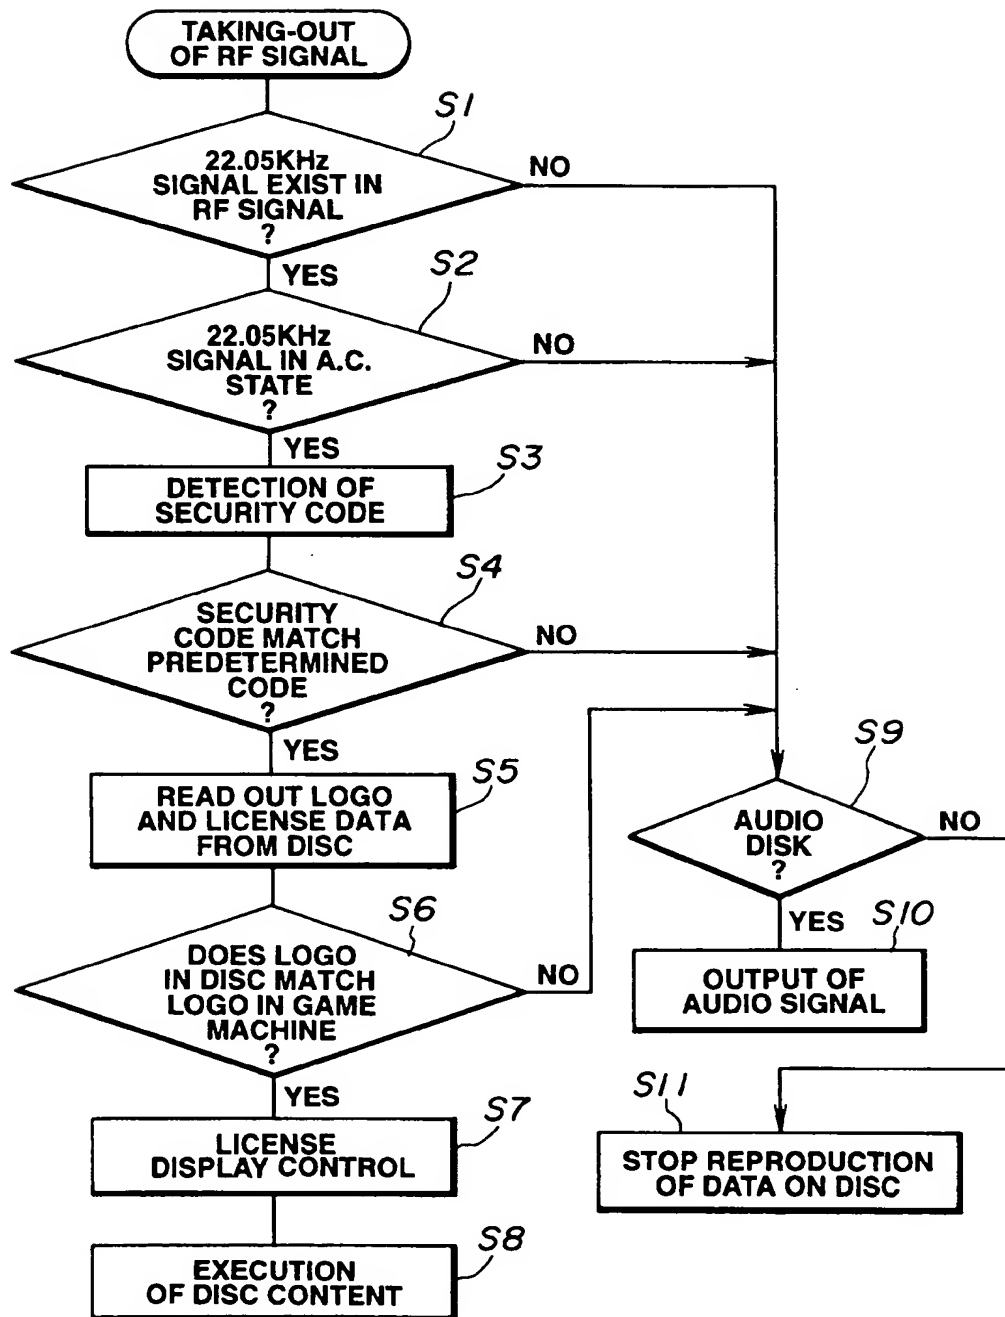 TAKING-OUT
OF RF SIGNAL
S1
22.05KHz
SIGNAL EXIST IN
RF SIGNAL
?
NO
YES
S2
22.05KHz
SIGNAL IN A.C.
STATE
?
NO
YES
S3
DETECTION OF
SECURITY CODE
S4
SECURITY
CODE MATCH
PREDETERMINED
CODE
?
NO
YES
S5
READ OUT LOGO
AND LICENSE DATA
FROM DISC
S6
DOES LOGO
IN DISC MATCH
LOGO IN GAME
MACHINE
?
NO
YES
S7
LICENSE
DISPLAY CONTROL
S8
EXECUTION
OF DISC CONTENT
S9
AUDIO
DISK
?
NO
YES
S10
OUTPUT OF
AUDIO SIGNAL
S11
STOP REPRODUCTION
OF DATA ON DISC